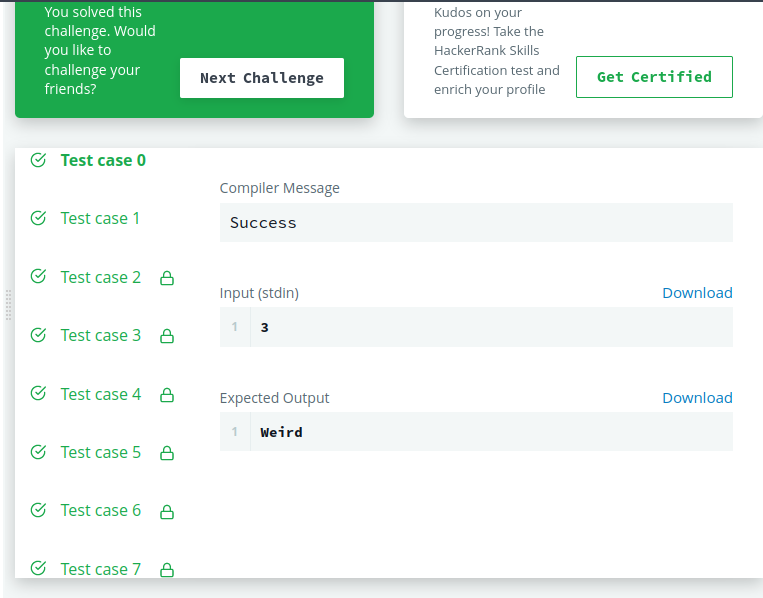 You solved this
challenge. Would
you like to
challenge your
friends?
Next Challenge
Kudos on your
progress! Take the
HackerRank Skills
Certification test and
enrich your profile
Get Certified
Test case 0
Test case 1
Test case 2
Test case 3
Test case 4
Test case 5
Test case 6
Test case 7
Compiler Message
Success
Input (stdin)
Download
1 3
Expected Output
Download
1 Weird